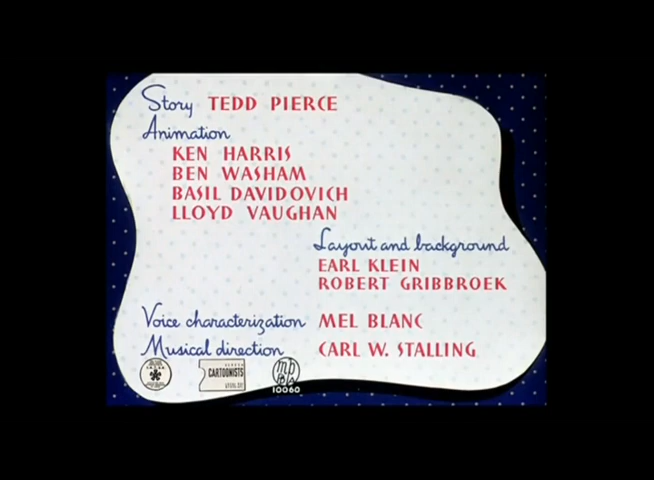 Story TEDD PIERCE
Animation
KEN HARRIS
BEN WASHAM
BASIL DAVIDOVICH
LLOYD VAUGHAN
Layout and background
EARL KLEIN
ROBERT GRIBBROEK
Voice characterization MEL BLANC
Musical direction CARL W. STALLING
CARTOONISTS
10060